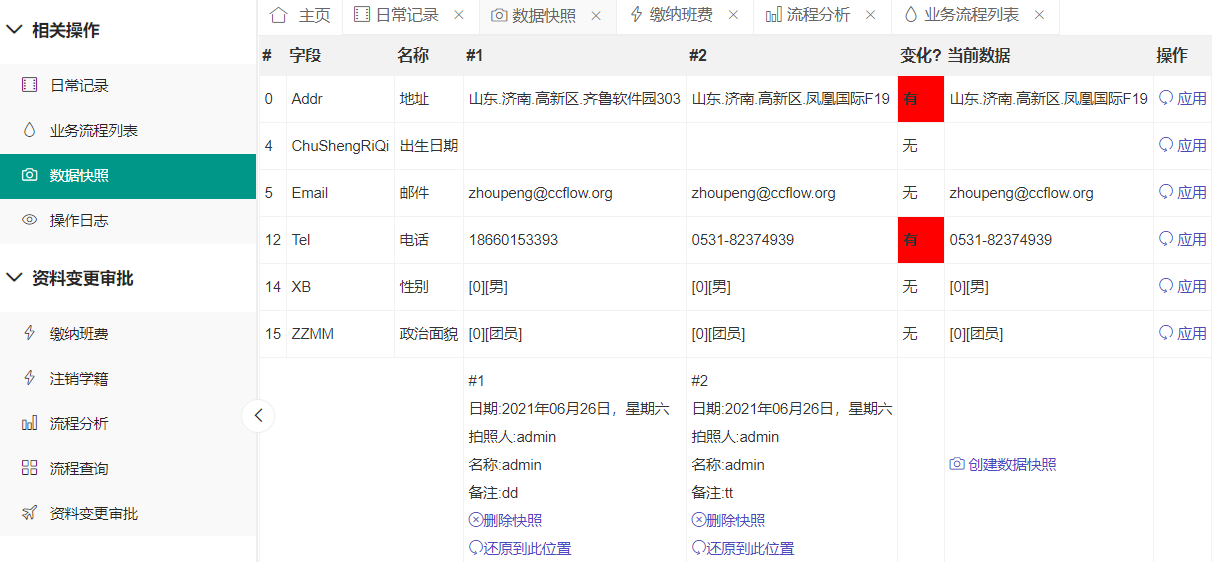 相关操作
日常记录
业务流程列表
数据快照
操作日志
资料变更审批
缴纳班费
注销学籍
流程分析
流程查询
资料变更审批
主页 日常记录 数据快照 缴纳班费 流程分析 业务流程列表
# 字段 名称 #1 #2 变化? 当前数据 操作
0 Addr 地址 山东.济南.高新区.齐鲁软件园303 山东.济南.高新区.凤凰国际F19 有 山东.济南.高新区.凤凰国际F19 应用
4 ChuShengRiQi 出生日期 无 应用
5 Email 邮件 zhoupeng@ccflow.org zhoupeng@ccflow.org 无 zhoupeng@ccflow.org 应用
12 Tel 电话 18660153393 0531-82374939 有 0531-82374939 应用
14 XB 性别 [0][男] [0][男] 无 [0][男] 应用
15 ZZMM 政治面貌 [0][团员] [0][团员] 无 [0][团员] 应用
#1
日期:2021年06月26日，星期六
拍照人:admin
名称:admin
备注:dd
删除快照
还原到此位置
#2
日期:2021年06月26日，星期六
拍照人:admin
名称:admin
备注:tt
删除快照
还原到此位置
创建数据快照